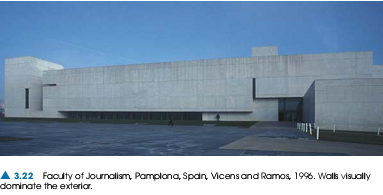 ▲ 3.22 Faculty of Journalism, Pamplona, Spain, Vicens and Ramos, 1996. Walls visually
dominate the exterior.